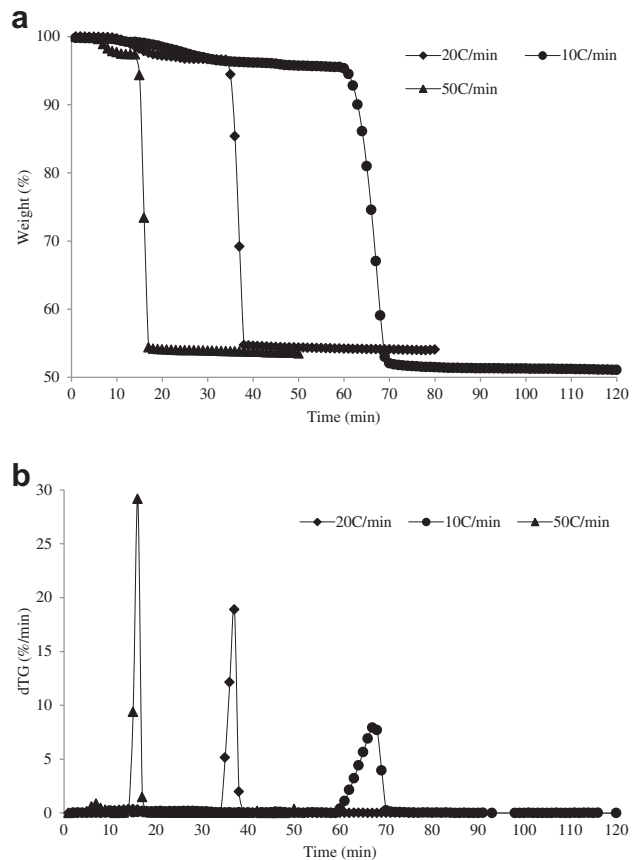 a
100
90
80
70
60
50
Weight (%)
20C/min 10C/min
50C/min
0 10 20 30 40 50 60 70 80 90 100 110 120
Time (min)
b
30
25
20
15
10
5
0
dTG (%/min)
20C/min 10C/min 50C/min
0 10 20 30 40 50 60 70 80 90 100 110 120
Time (min)